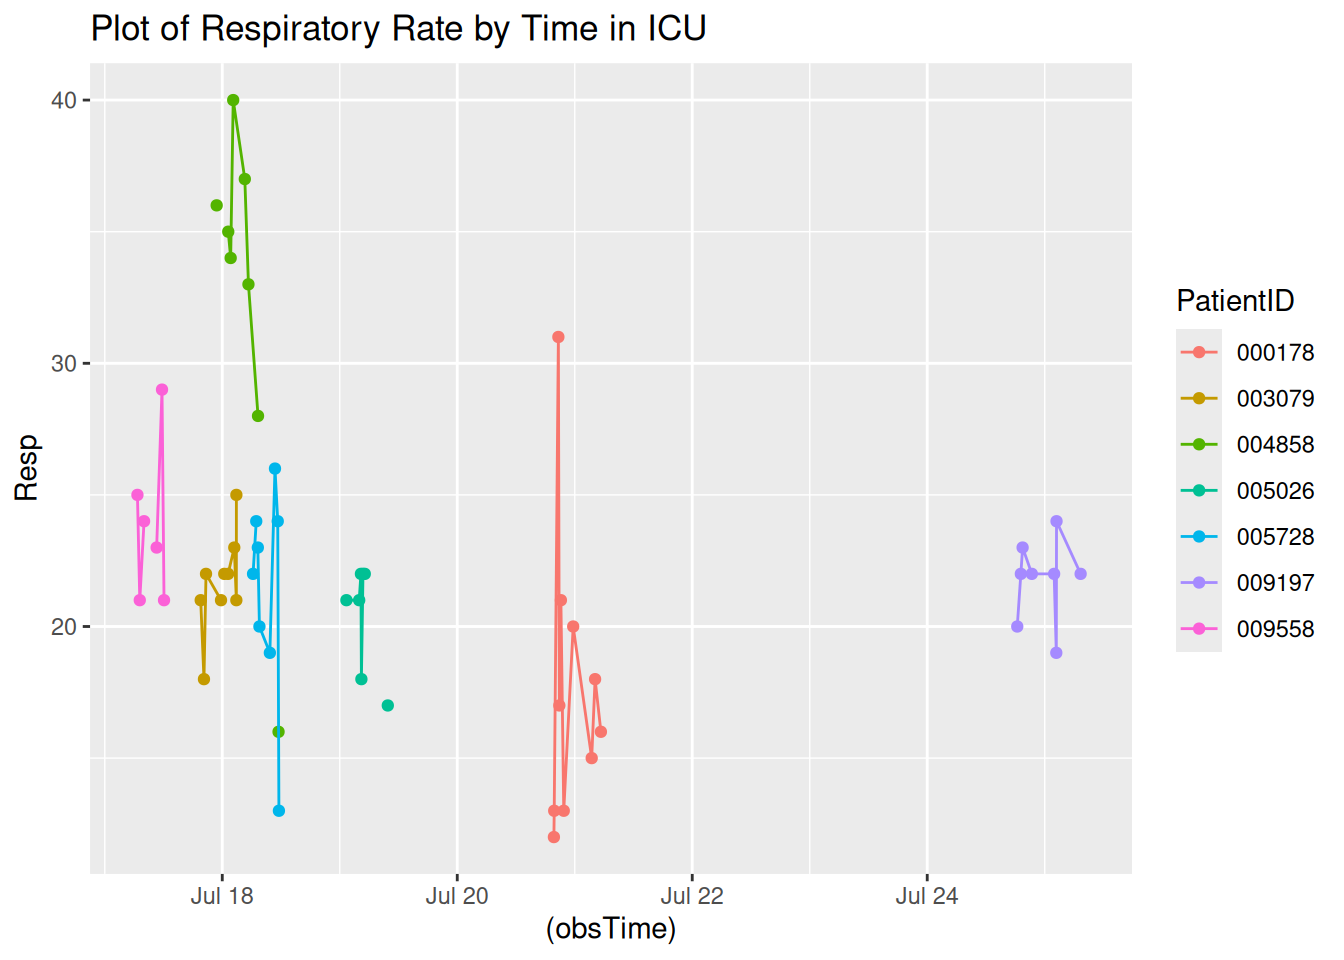 Plot of Respiratory Rate by Time in ICU
Resp
40
30
20
Jul 18
Jul 20
Jul 22
Jul 24
(obsTime)
PatientID
000178
003079
004858
005026
005728
009197
009558